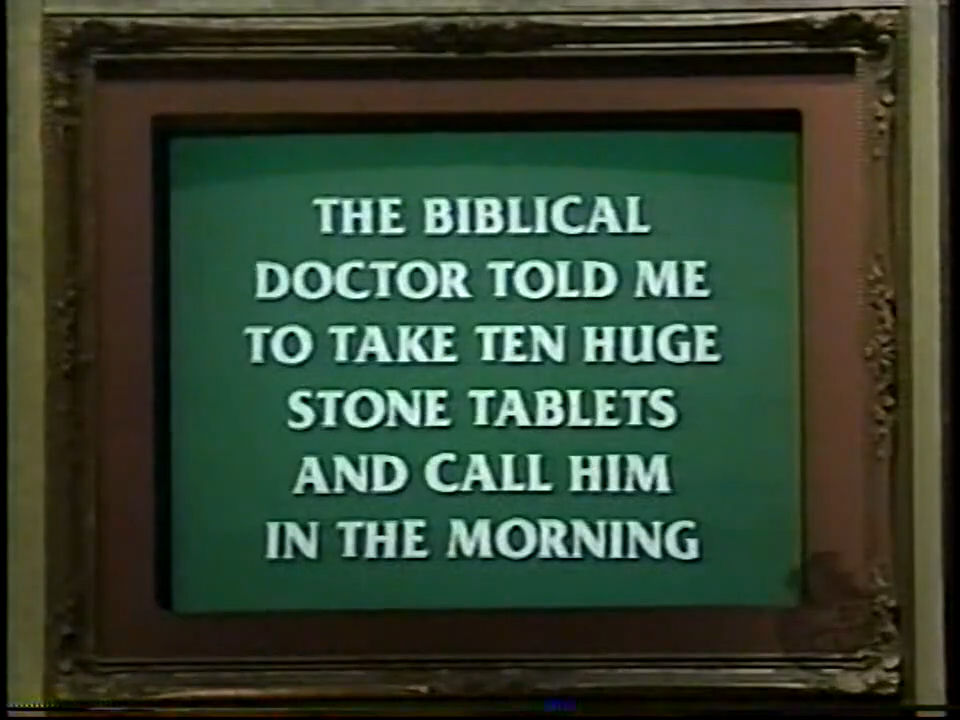 THE BIBLICAL
DOCTOR TOLD ME
TO TAKE TEN HUGE
STONE TABLETS
AND CALL HIM
IN THE MORNING